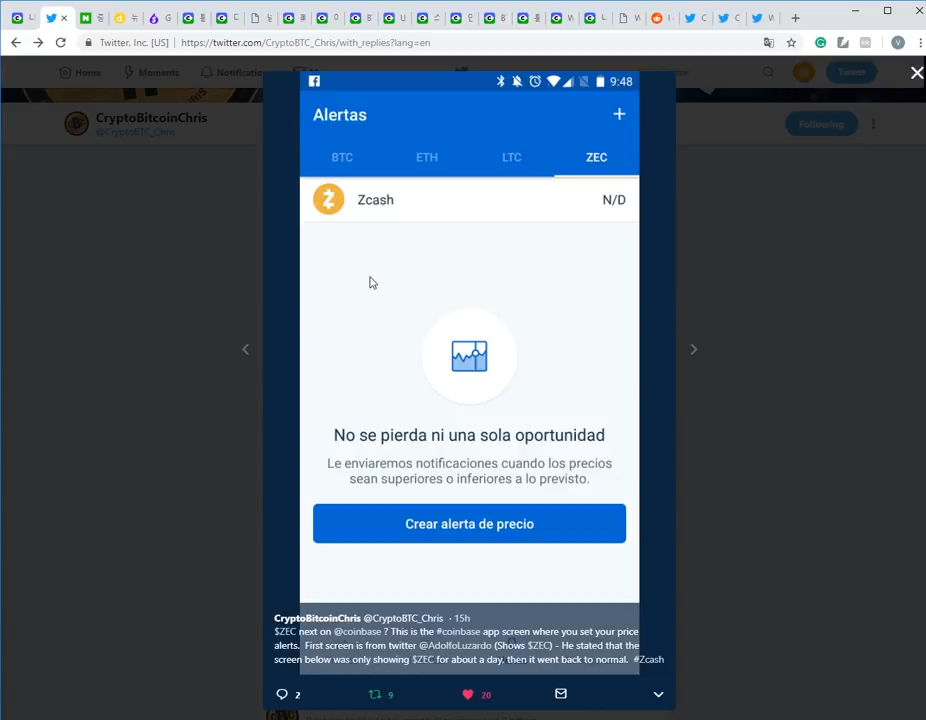 Twitter, Inc. [US]
https://twitter.com/CryptoBTC_Chris/with_replies?lang=en
Home
Moments
Tweet
CryptoBitcoinChris
@CryptoBTC_Chris
Following
9:48
Alertas
+
BTC ETH LTC ZEC
Zcash N/D
No se pierda ni una sola oportunidad
Le enviaremos notificaciones cuando los precios
sean superiores o inferiores a lo previsto.
Crear alerta de precio
CryptoBitcoinChris @CryptoBTC_Chris · 15h
$ZEC next on @coinbase ? This is the #coinbase app screen where you set your price
alerts. First screen is from twitter @AdolfoLuzardo (Shows $ZEC) - He stated that the
screen below was only showing $ZEC for about a day, then it went back to normal. #Zcash
2 9 20